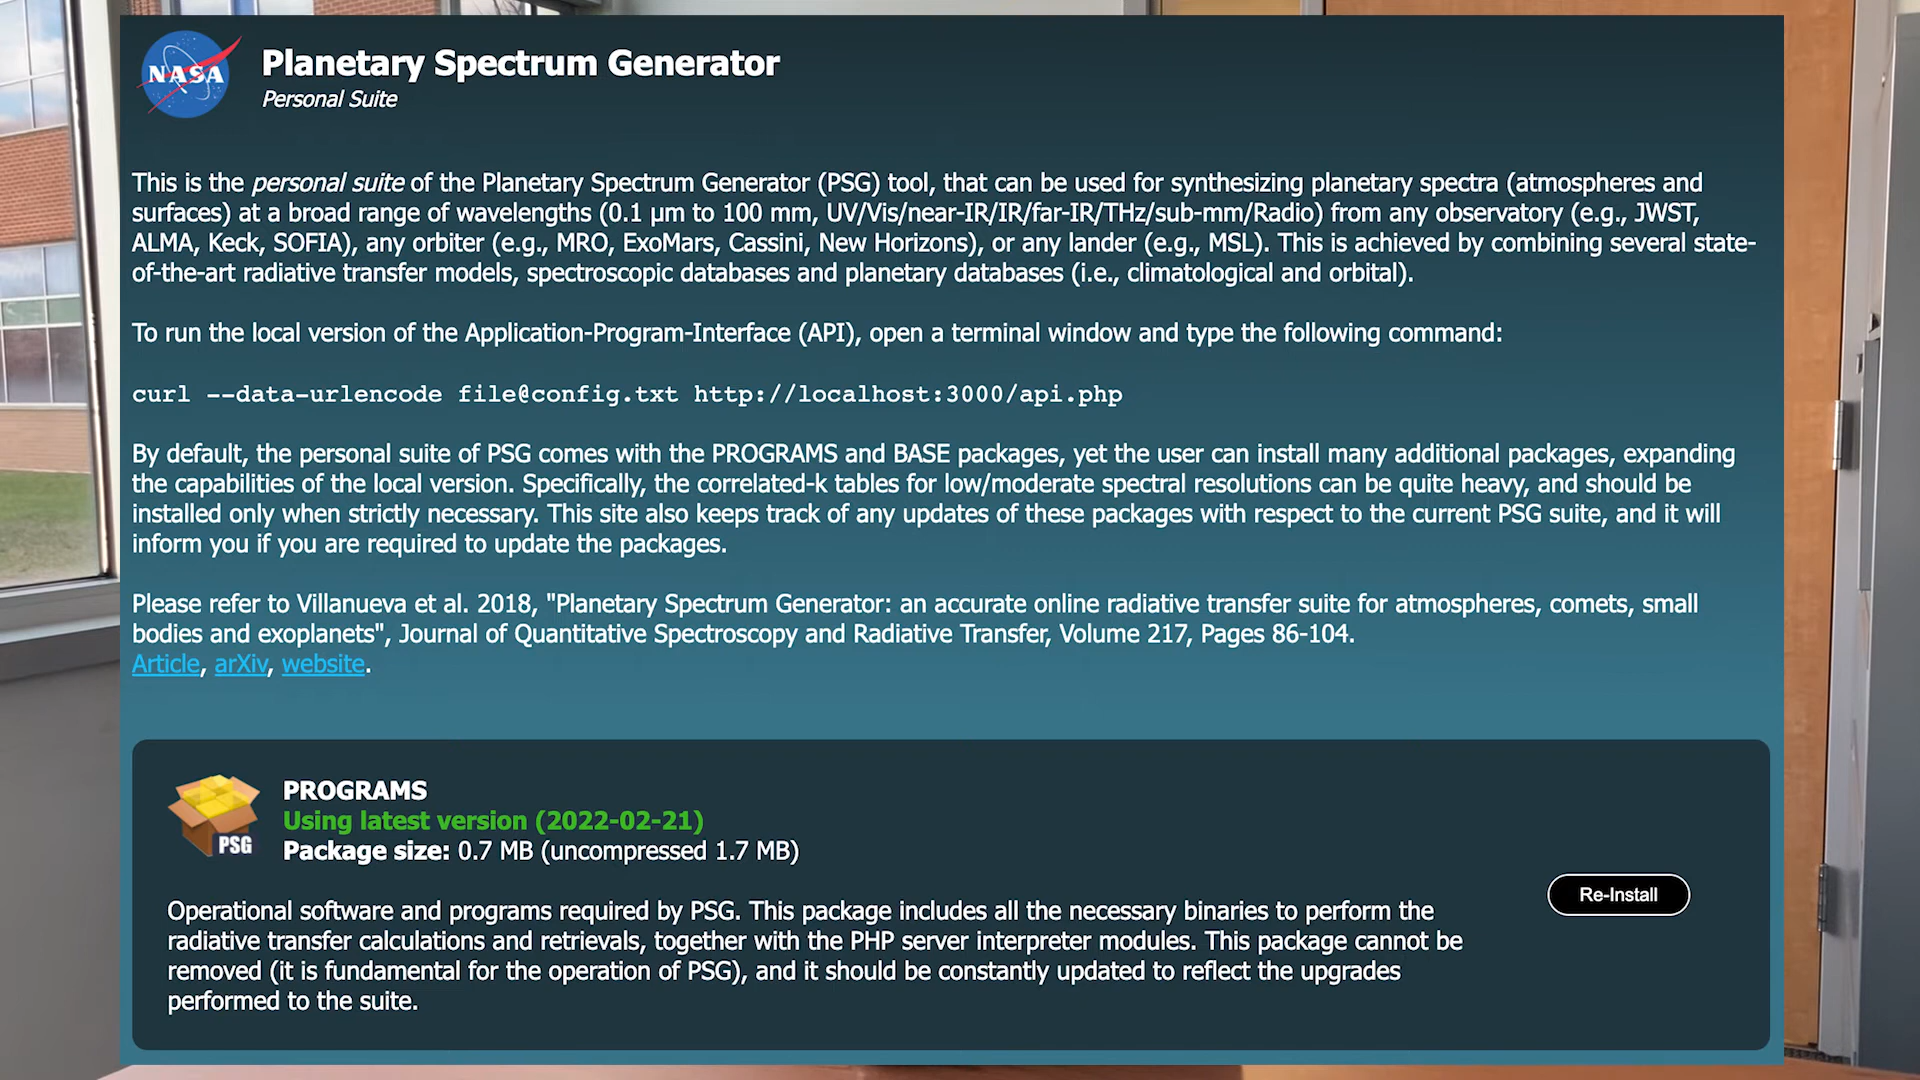 NASA
Planetary Spectrum Generator
Personal Suite
This is the personal suite of the Planetary Spectrum Generator (PSG) tool, that can be used for synthesizing planetary spectra (atmospheres and
surfaces) at a broad range of wavelengths (0.1 μm to 100 mm, UV/Vis/near-IR/IR/far-IR/THz/sub-mm/Radio) from any observatory (e.g., JWST,
ALMA, Keck, SOFIA), any orbiter (e.g., MRO, ExoMars, Cassini, New Horizons), or any lander (e.g., MSL). This is achieved by combining several state-
of-the-art radiative transfer models, spectroscopic databases and planetary databases (i.e., climatological and orbital).
To run the local version of the Application-Program-Interface (API), open a terminal window and type the following command:
curl --data-urlencode file@config.txt http://localhost:3000/api.php
By default, the personal suite of PSG comes with the PROGRAMS and BASE packages, yet the user can install many additional packages, expanding
the capabilities of the local version. Specifically, the correlated-k tables for low/moderate spectral resolutions can be quite heavy, and should be
installed only when strictly necessary. This site also keeps track of any updates of these packages with respect to the current PSG suite, and it will
inform you if you are required to update the packages.
Please refer to Villanueva et al. 2018, "Planetary Spectrum Generator: an accurate online radiative transfer suite for atmospheres, comets, small
bodies and exoplanets", Journal of Quantitative Spectroscopy and Radiative Transfer, Volume 217, Pages 86-104.
Article, arXiv, website.
PROGRAMS
Using latest version (2022-02-21)
PSG
Package size: 0.7 MB (uncompressed 1.7 MB)
Re-Install
Operational software and programs required by PSG. This package includes all the necessary binaries to perform the
radiative transfer calculations and retrievals, together with the PHP server interpreter modules. This package cannot be
removed (it is fundamental for the operation of PSG), and it should be constantly updated to reflect the upgrades
performed to the suite.